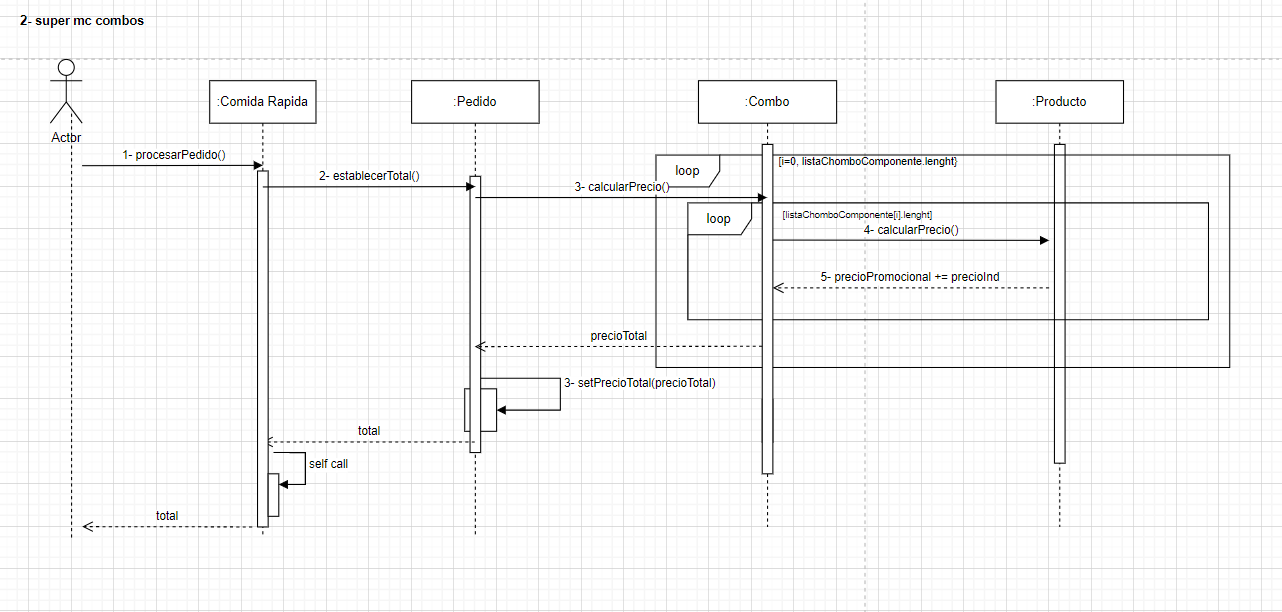 2- super mc combos
:Comida Rapida
:Pedido
:Combo
:Producto
Actor
1- procesarPedido()
loop
[i=0, listaChomboComponente.lenght}
2- establecerTotal()
3- calcularPrecio()
loop
[listaChomboComponente[i].lenght]
4- calcularPrecio()
5- precioPromocional += precioInd
precioTotal
3- setPrecioTotal(precioTotal)
total
self call
total